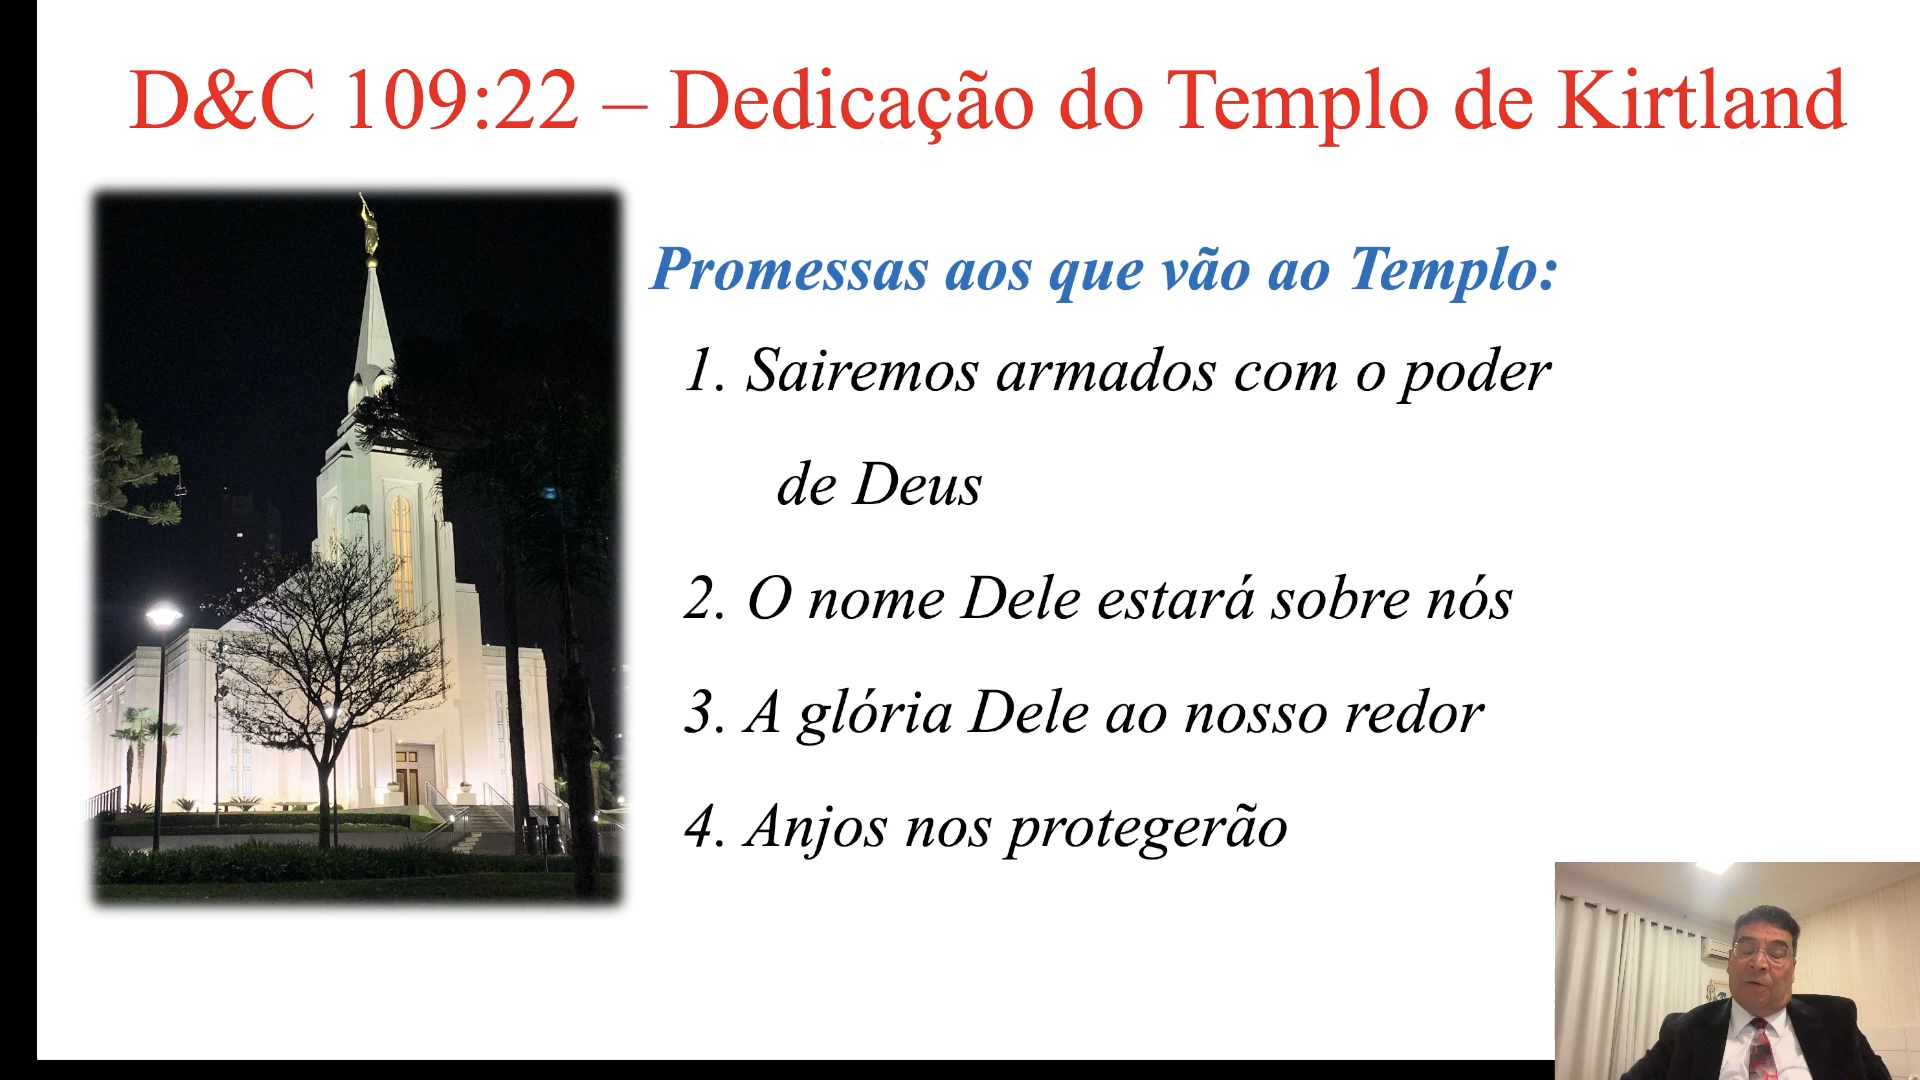 D&C 109:22 – Dedicação do Templo de Kirtland
Promessas aos que vão ao Templo:
1. Sairemos armados com o poder
de Deus
2. O nome Dele estará sobre nós
3. A glória Dele ao nosso redor
4. Anjos nos protegerão